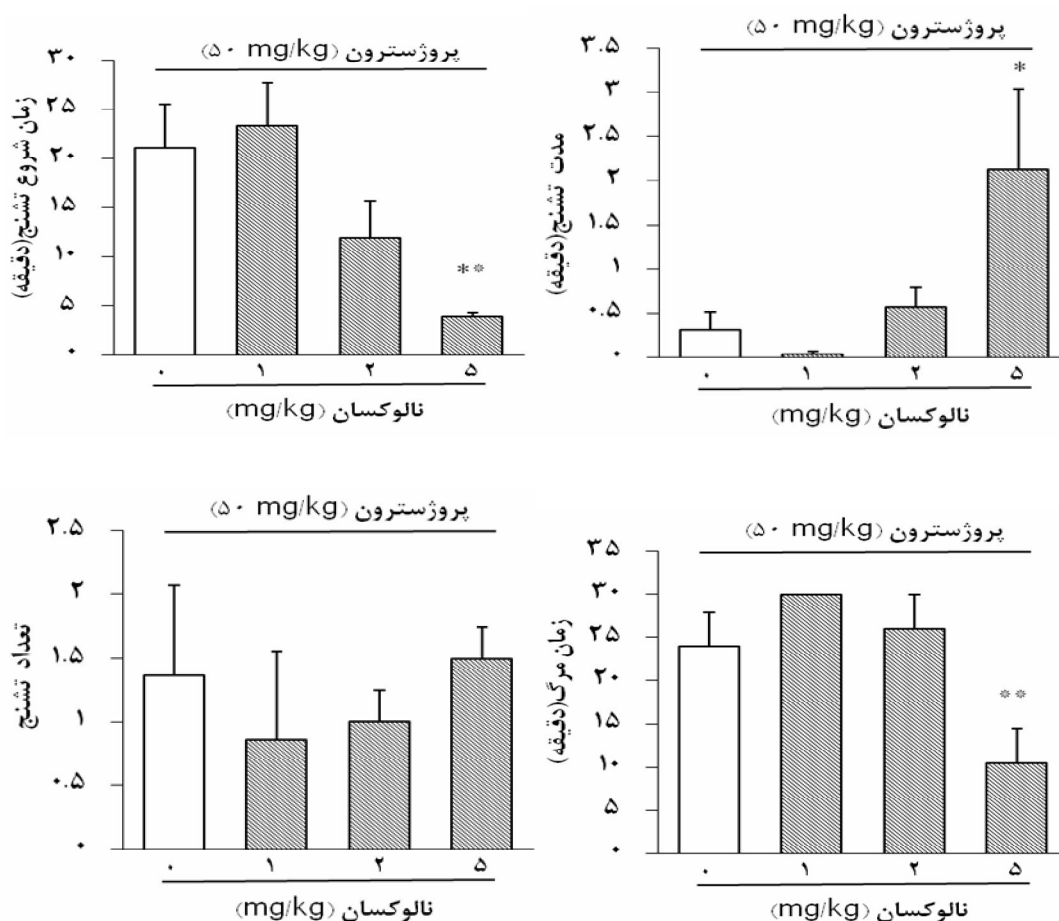 پروژسترون (۵۰ mg/kg)
زمان شروع تشنج(دقیقه)
۳۰
۲۵
۲۰
۱۵
۱۰
۵
۰
**
۰ ۱ ۲ ۵
نالوکسان (mg/kg)
پروژسترون (۵۰ mg/kg)
مدت تشنج(دقیقه)
۳.۵
۳
۲.۵
۲
۱.۵
۱
۰.۵
۰
*
۰ ۱ ۲ ۵
نالوکسان (mg/kg)
پروژسترون (۵۰ mg/kg)
تعداد تشنج
۲.۵
۲
۱.۵
۱
۰.۵
۰
۰ ۱ ۲ ۵
نالوکسان (mg/kg)
پروژسترون (۵۰ mg/kg)
زمان مرگ(دقیقه)
۳۵
۳۰
۲۵
۲۰
۱۵
۱۰
۵
۰
**
۰ ۱ ۲ ۵
نالوکسان (mg/kg)